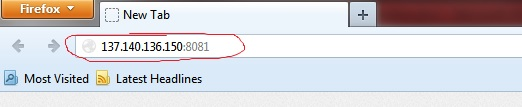 Firefox
New Tab
137.140.136.150:8081
Most Visited
Latest Headlines